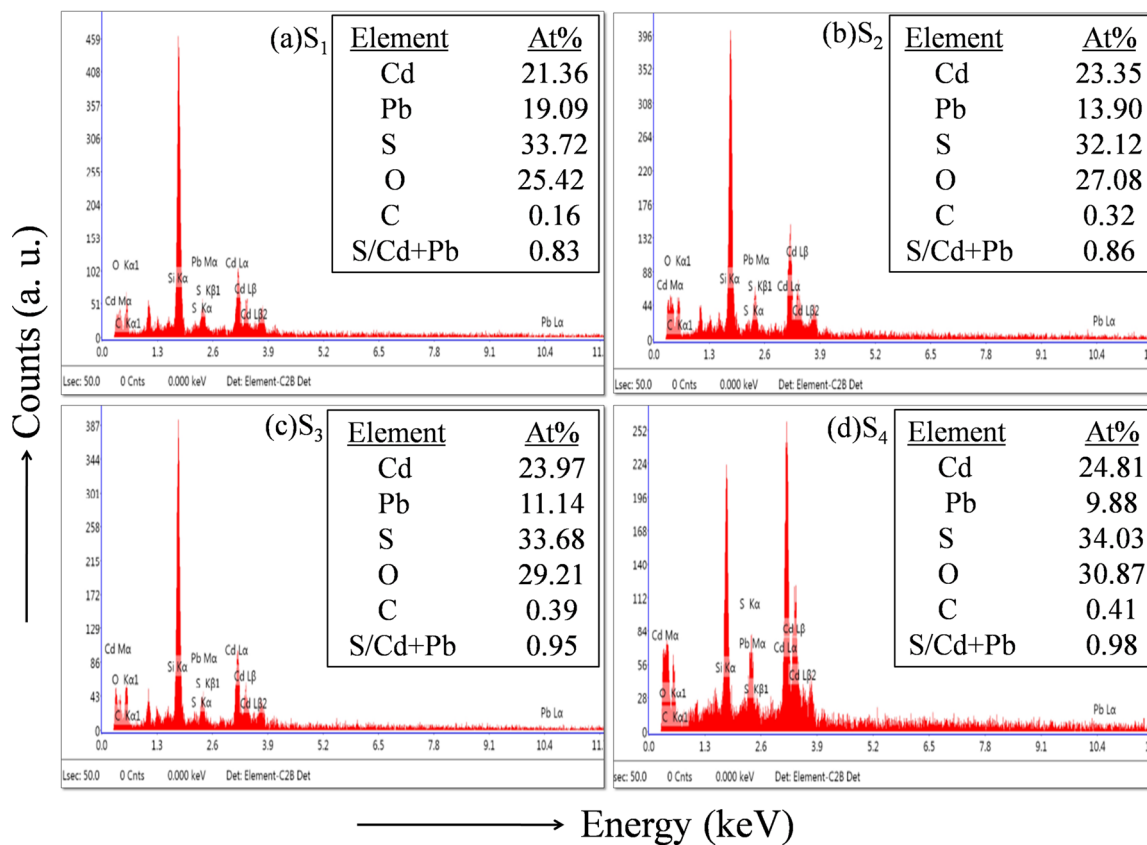 Counts (a. u.)
(a)S1
Element At%
Cd 21.36
Pb 19.09
S 33.72
O 25.42
C 0.16
S/Cd+Pb 0.83
459
408
357
306
255
204
153
102
51
0
O Kα1
Cd Mα
C Kα1
Si Kα
Pb Mα
S Kβ1
S Kα
Cd Lα
Cd Lβ
Cd Lβ2
Pb Lα
0.0 1.3 2.6 3.9 5.2 6.5 7.8 9.1 10.4 11.
Lsec: 50.0 0 Cnts 0.000 keV Det: Element-C2B Det
(b)S2
Element At%
Cd 23.35
Pb 13.90
S 32.12
O 27.08
C 0.32
S/Cd+Pb 0.86
396
352
308
264
220
176
132
88
44
0
O Kα1
Cd Mα
C Kα1
Si Kα
Pb Mα
S Kβ1
S Kα
Cd Lβ
Cd Lα
Cd Lβ2
Pb Lα
0.0 1.3 2.6 3.9 5.2 6.5 7.8 9.1 10.4
Lsec: 50.0 0 Cnts 0.000 keV Det: Element-C2B Det
(c)S3
Element At%
Cd 23.97
Pb 11.14
S 33.68
O 29.21
C 0.39
S/Cd+Pb 0.95
387
344
301
258
215
172
129
86
43
0
Cd Mα
O Kα1
C Kα1
Si Kα
Pb Mα
S Kβ1
S Kα
Cd Lα
Cd Lβ
Cd Lβ2
Pb Lα
0.0 1.3 2.6 3.9 5.2 6.5 7.8 9.1 10.4 11.
Lsec: 50.0 0 Cnts 0.000 keV Det: Element-C2B Det
(d)S4
Element At%
Cd 24.81
Pb 9.88
S 34.03
O 30.87
C 0.41
S/Cd+Pb 0.98
252
224
196
168
140
112
84
56
28
0
Cd Mα
O Kα1
C Kα1
Si Kα
S Kα
Pb Mα
S Kβ1
Cd Lβ
Cd Lα
Cd Lβ2
Pb Lα
0.0 1.3 2.6 3.9 5.2 6.5 7.8 9.1 10.4
sec: 50.0 0 Cnts 0.000 keV Det: Element-C2B Det
Energy (keV)